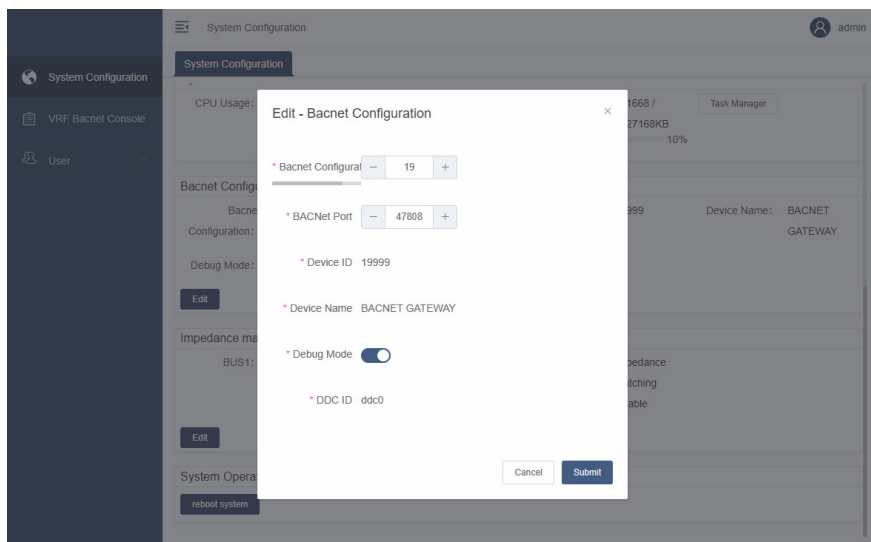 System Configuration
admin
System Configuration
System Configuration
VRF Bacnet Console
User
CPU Usage:
1668 /
27168KB
10%
Task Manager
Edit - Bacnet Configuration
×
* Bacnet Configurat
− 19 +
* BACNet Port
− 47808 +
* Device ID 19999
* Device Name BACNET GATEWAY
* Debug Mode
* DDC ID ddc0
Cancel
Submit
Bacnet Config
Bacne
Configuration:
999
Device Name:
BACNET
GATEWAY
Debug Mode:
Edit
Impedance ma
BUS1:
pedance
tching
able
Edit
System Opera
reboot system